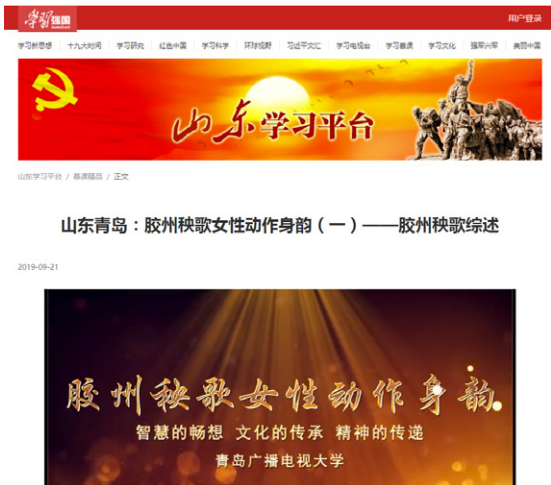 学习强国
用户登录
学习新思想 十九大时间 学习研究 红色中国 学习科学 环球视野 习近平文汇 学习电视台 学习慕课 学习文化 强军兴军 美丽中国
山东学习平台
山东学习平台 / 慕课精品 / 正文
山东青岛：胶州秧歌女性动作身韵（一）——胶州秧歌综述
2019-09-21
胶州秧歌女性动作身韵
智慧的畅想 文化的传承 精神的传递
青岛广播电视大学